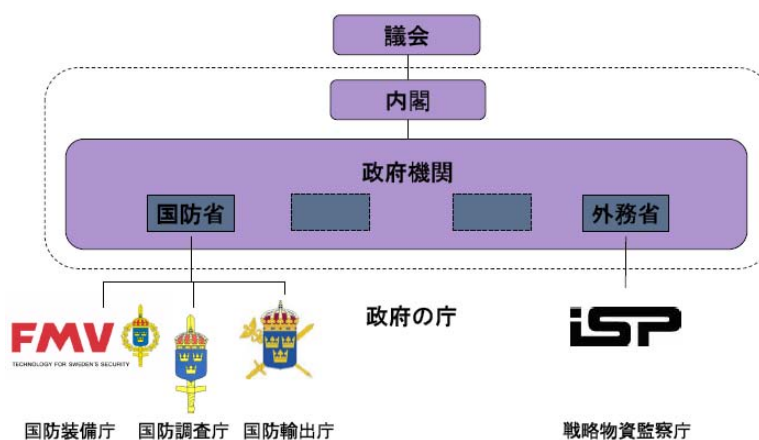 議会
内閣
政府機関
国防省
外務省
政府の庁
FMV
TECHNOLOGY FOR SWEDEN'S SECURITY
iSP
国防装備庁
国防調査庁
国防輸出庁
戦略物資監察庁